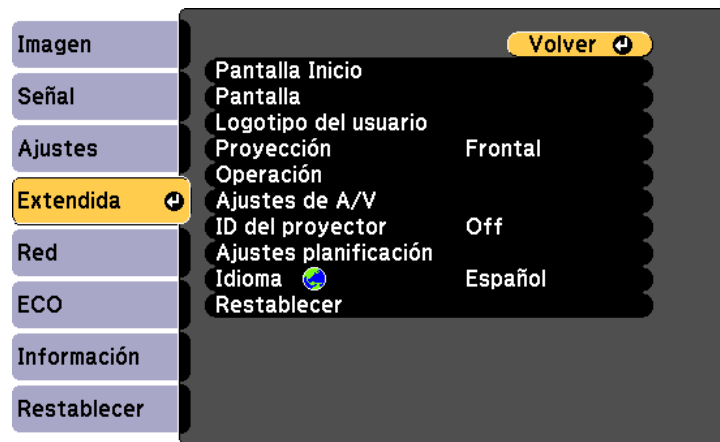 Imagen
Señal
Ajustes
Extendida
Red
ECO
Información
Restablecer
Volver
Pantalla Inicio
Pantalla
Logotipo del usuario
Proyección Frontal
Operación
Ajustes de A/V
ID del proyector Off
Ajustes planificación
Idioma Español
Restablecer